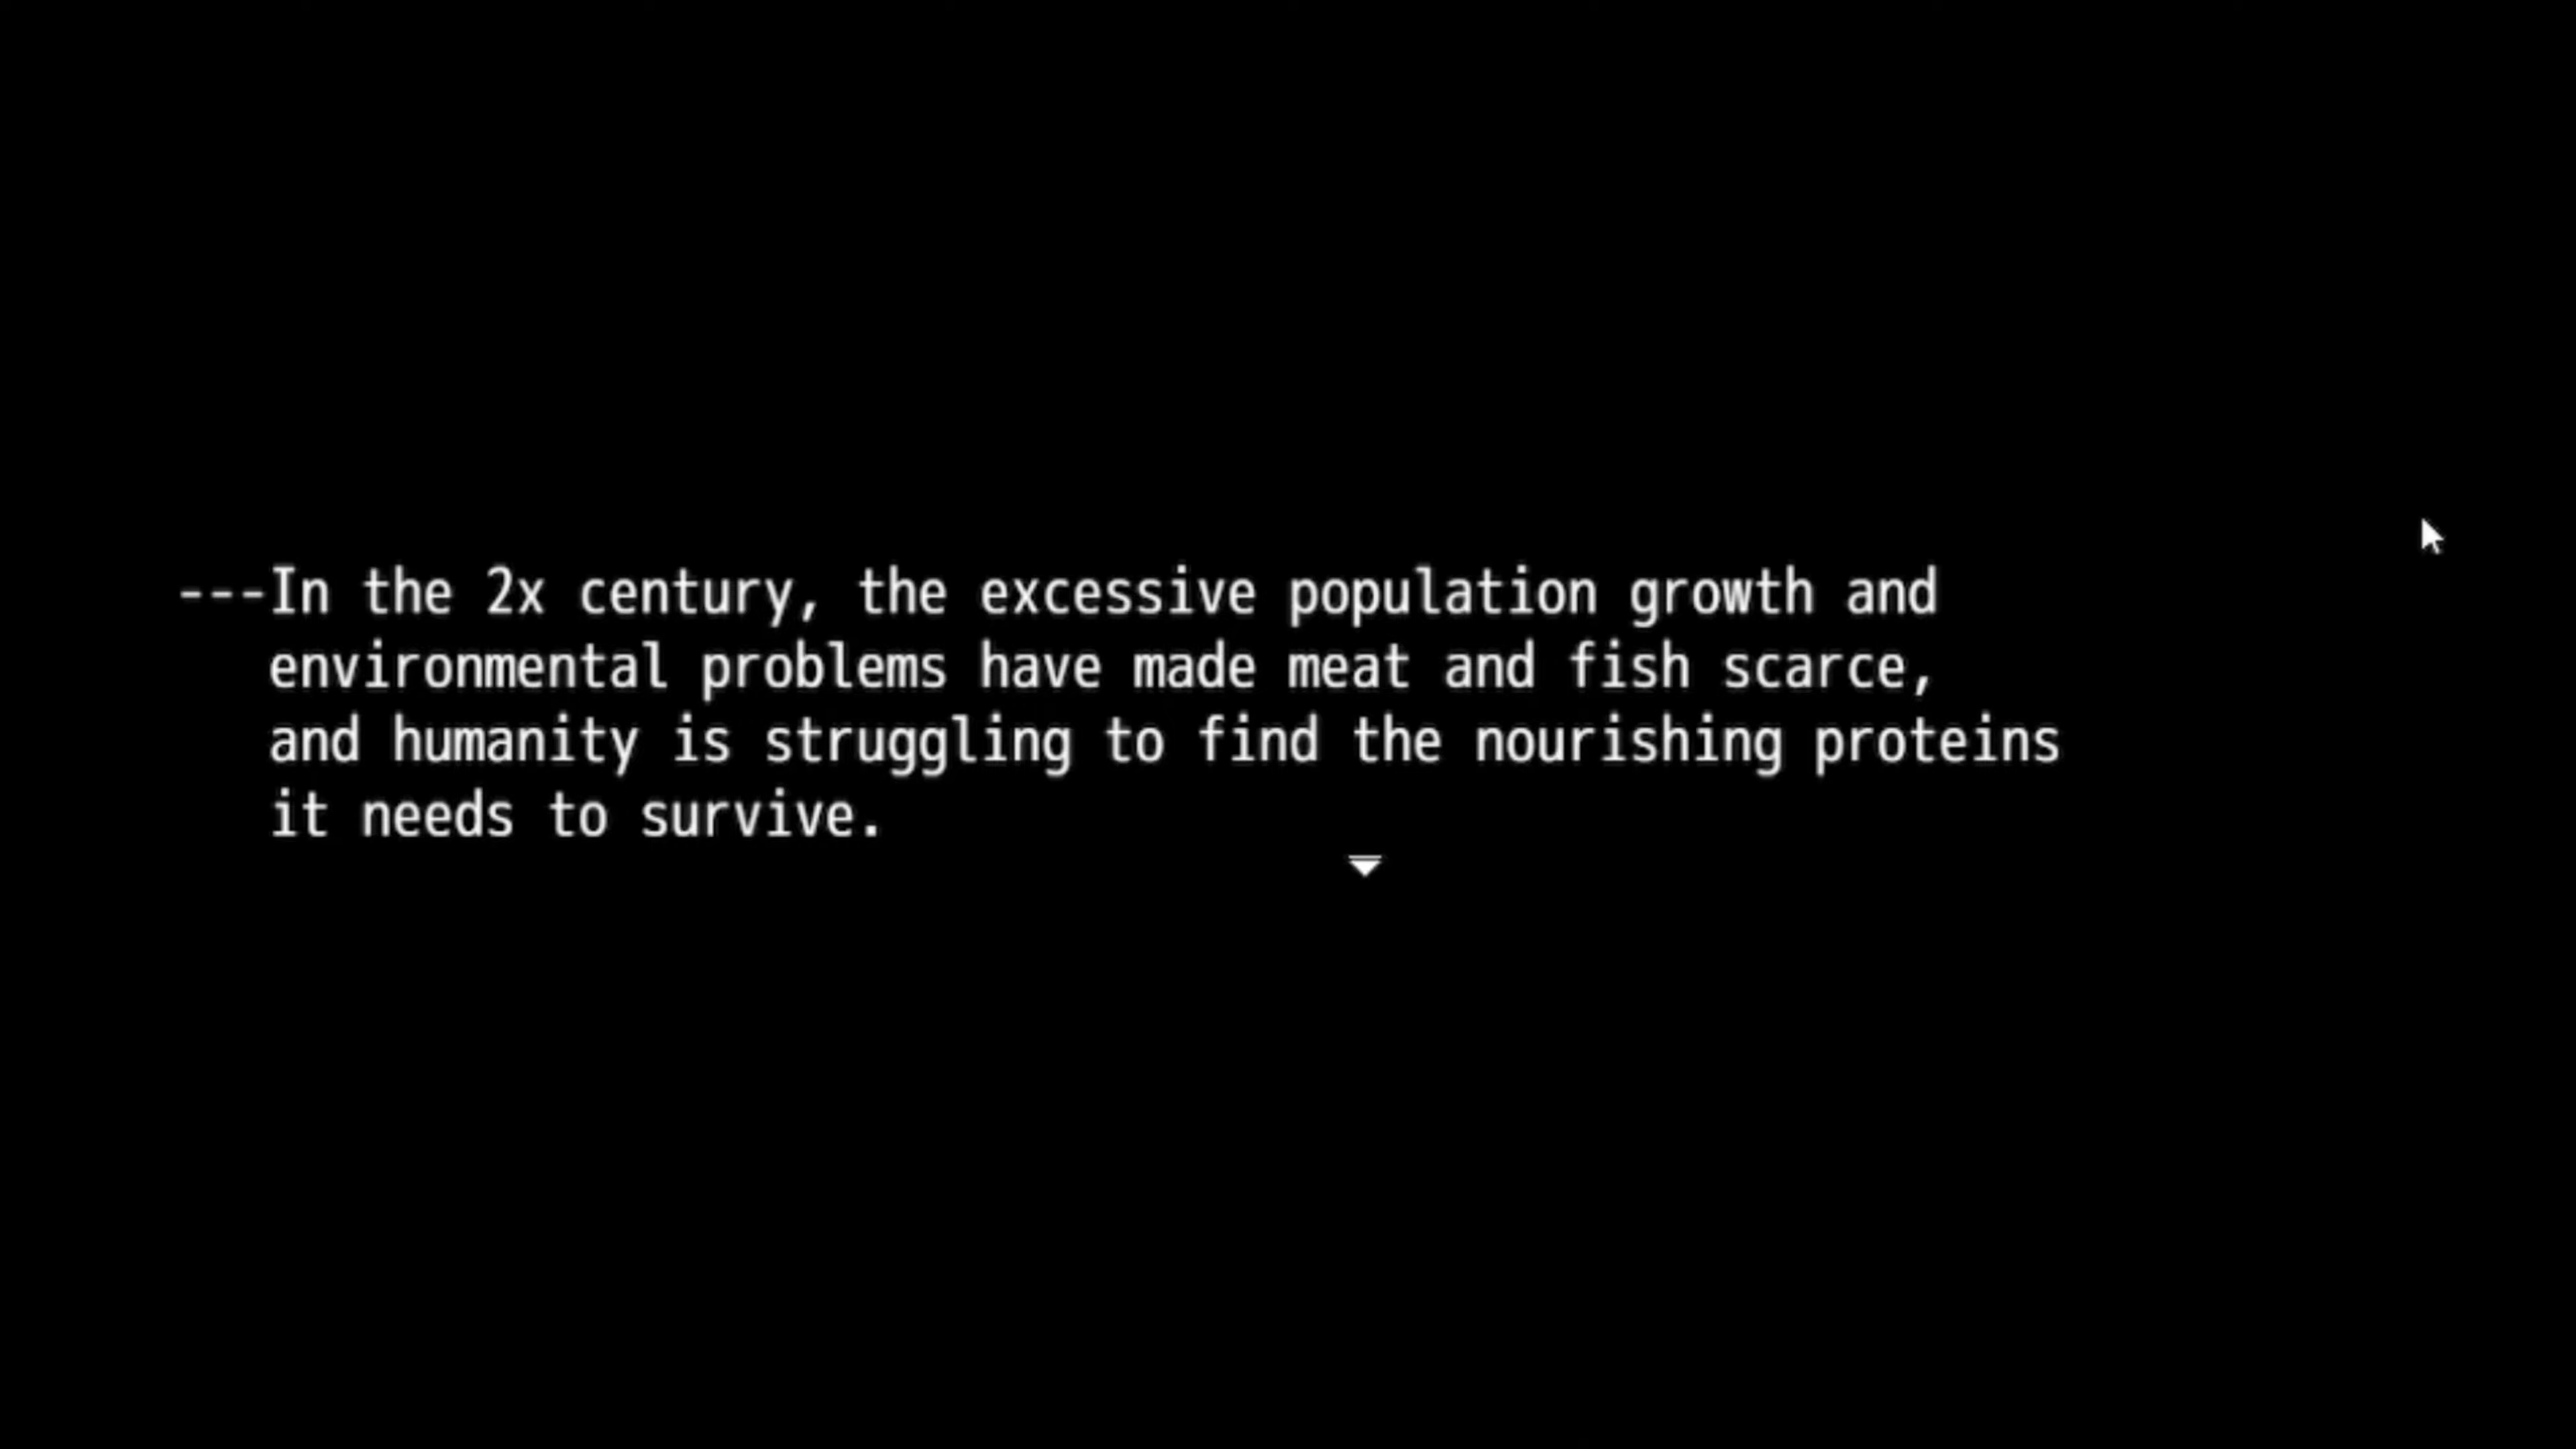 ---In the 2x century, the excessive population growth and
environmental problems have made meat and fish scarce,
and humanity is struggling to find the nourishing proteins
it needs to survive.